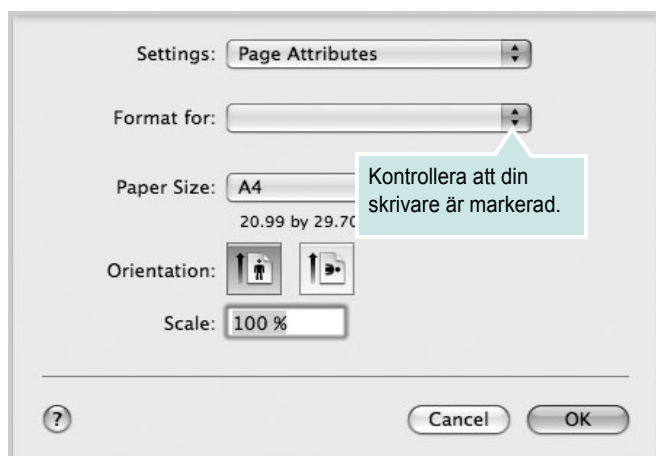 Settings: Page Attributes
Format for:
Kontrollera att din
skrivare är markerad.
Paper Size: A4
20.99 by 29.70
Orientation:
Scale: 100 %
? Cancel OK